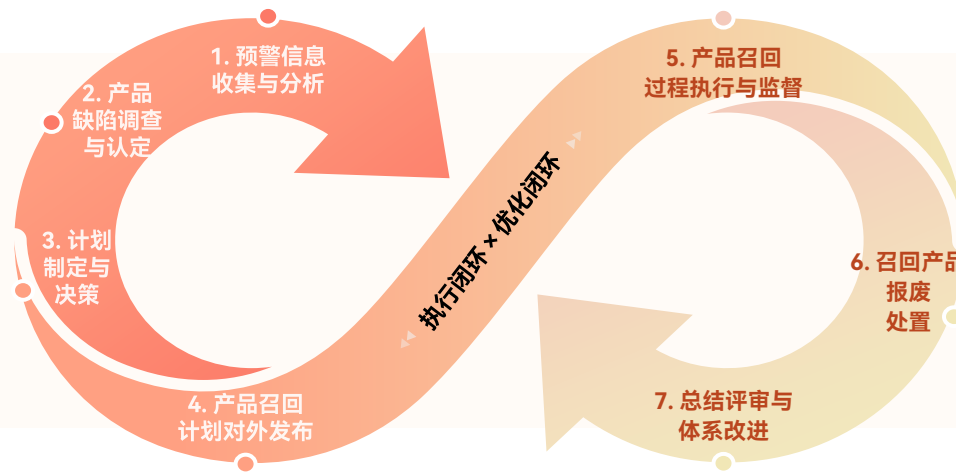 1. 预警信息
收集与分析
2. 产品
缺陷调查
与认定
3. 计划
制定与
决策
4. 产品召回
计划对外发布
执行闭环 × 优化闭环
5. 产品召回
过程执行与监督
6. 召回产品
报废
处置
7. 总结评审与
体系改进